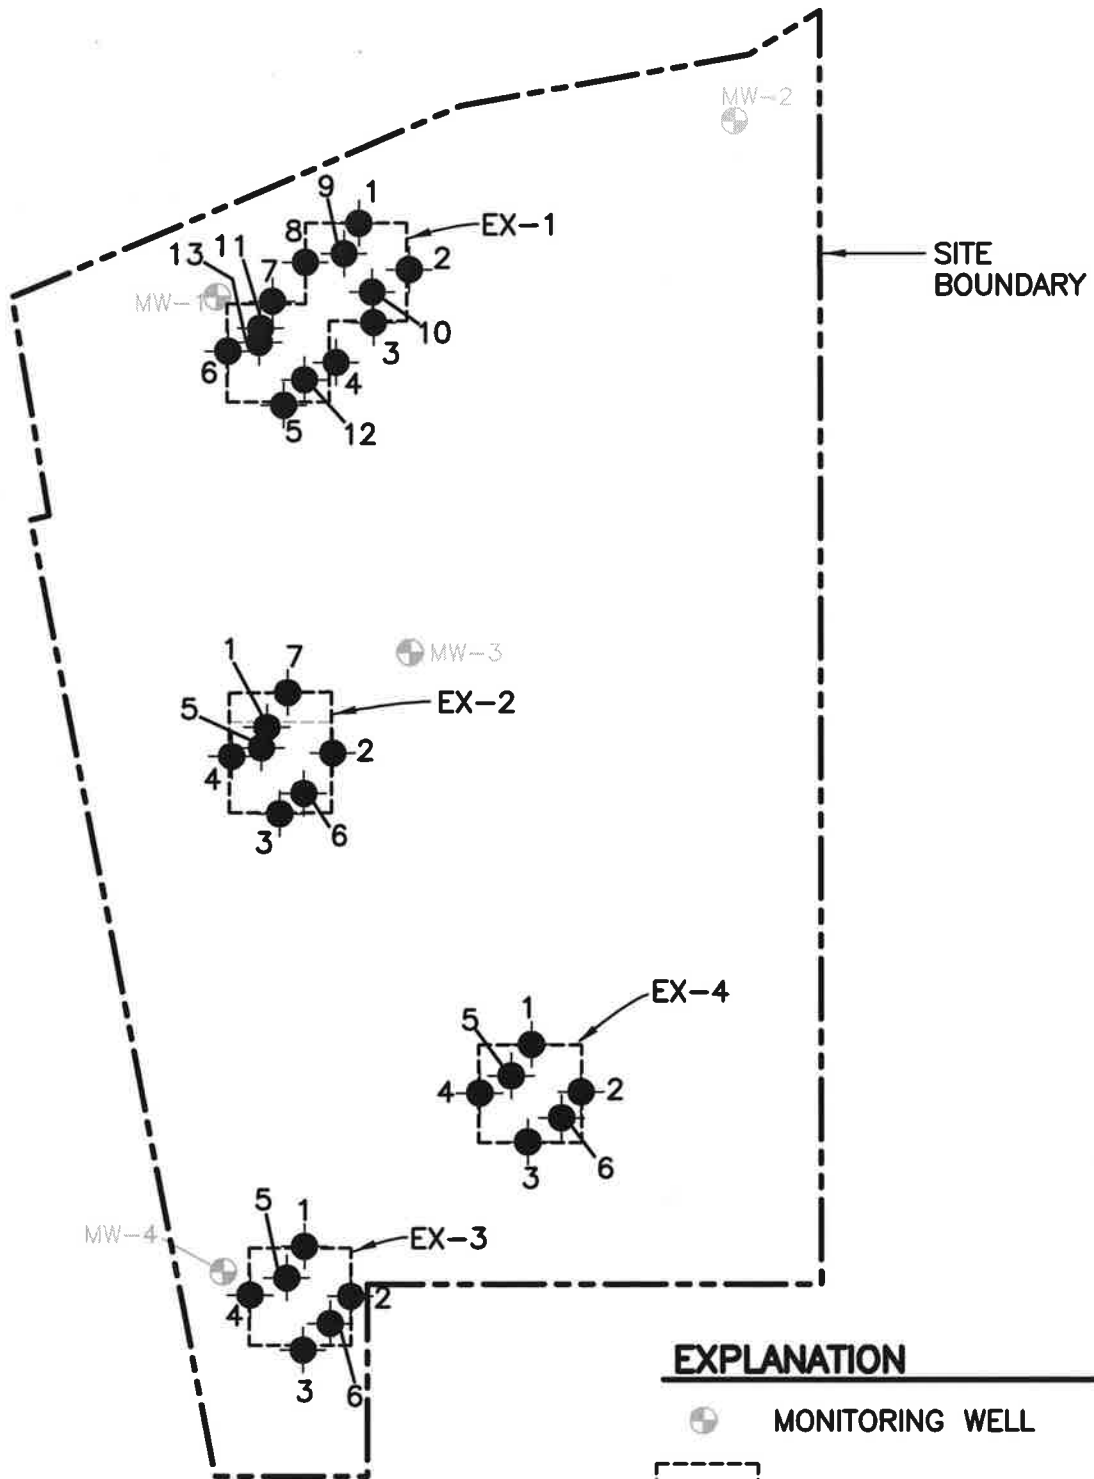 MW-2
9
1
EX-1
8
2
13
11
7
SITE
BOUNDARY
MW-1
10
3
6
4
5
12
1
7
MW-3
5
EX-2
2
4
3
6
EX-4
1
5
4
2
3
6
5
1
MW-4
EX-3
4
2
3
6
EXPLANATION
MONITORING WELL